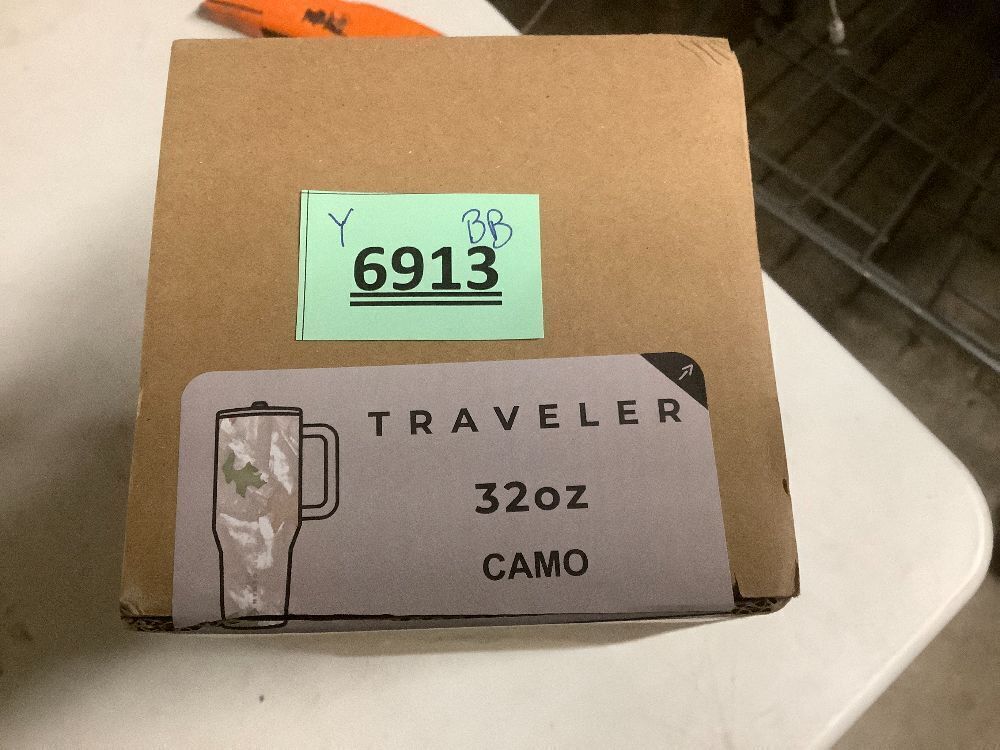 Y BB
6913
TRAVELER
32oz
CAMO